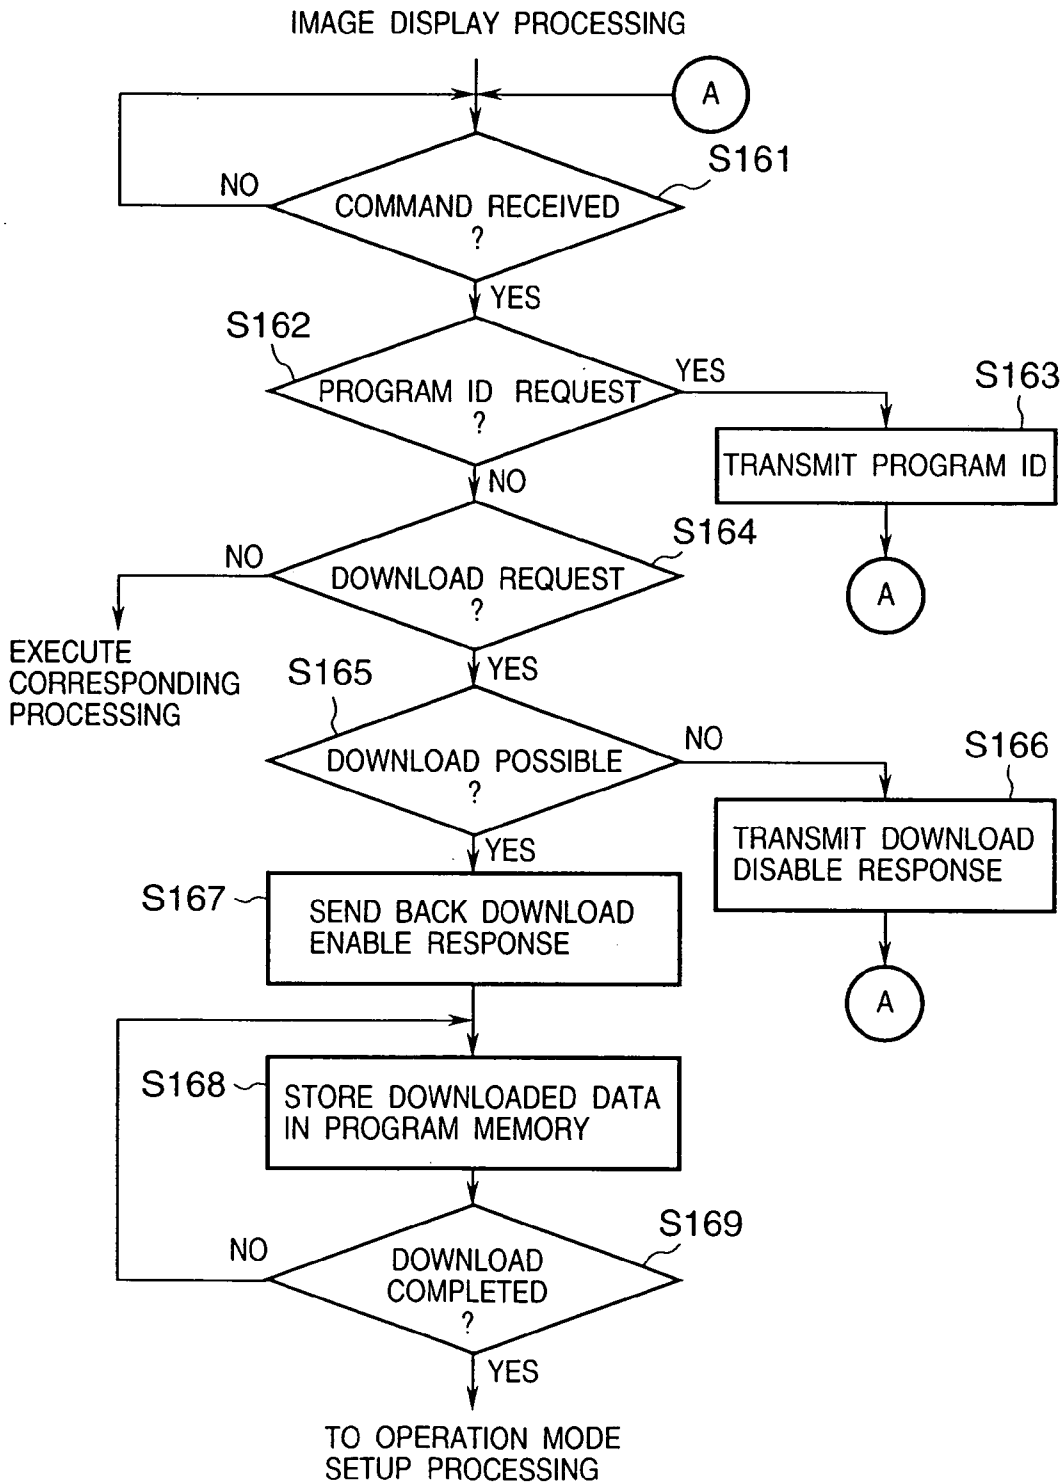 IMAGE DISPLAY PROCESSING
A
S161
NO
COMMAND RECEIVED
?
YES
S162
PROGRAM ID REQUEST
?
YES
S163
TRANSMIT PROGRAM ID
NO
A
S164
NO
DOWNLOAD REQUEST
?
EXECUTE
CORRESPONDING
PROCESSING
YES
S165
DOWNLOAD POSSIBLE
?
NO
S166
TRANSMIT DOWNLOAD
DISABLE RESPONSE
YES
S167
SEND BACK DOWNLOAD
ENABLE RESPONSE
A
S168
STORE DOWNLOADED DATA
IN PROGRAM MEMORY
S169
NO
DOWNLOAD
COMPLETED
?
YES
TO OPERATION MODE
SETUP PROCESSING